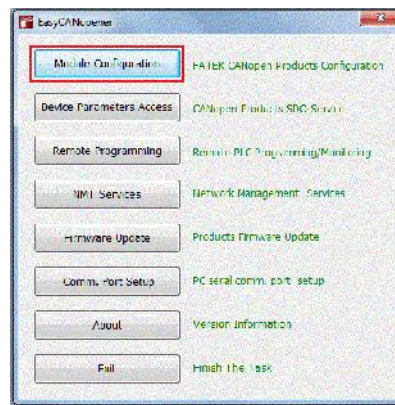 EasyCANopener
Module Configuration FATEK CANopen Products Configuration
Device Parameters Access CANopen Products SDO Service
Remote Programming Remote PLC Programming/Monitoring
NMT Services Network Management Services
Firmware Update Products Firmware Update
Comm. Port Setup PC serial comm. port setup
About Version Information
Exit Finish The Task